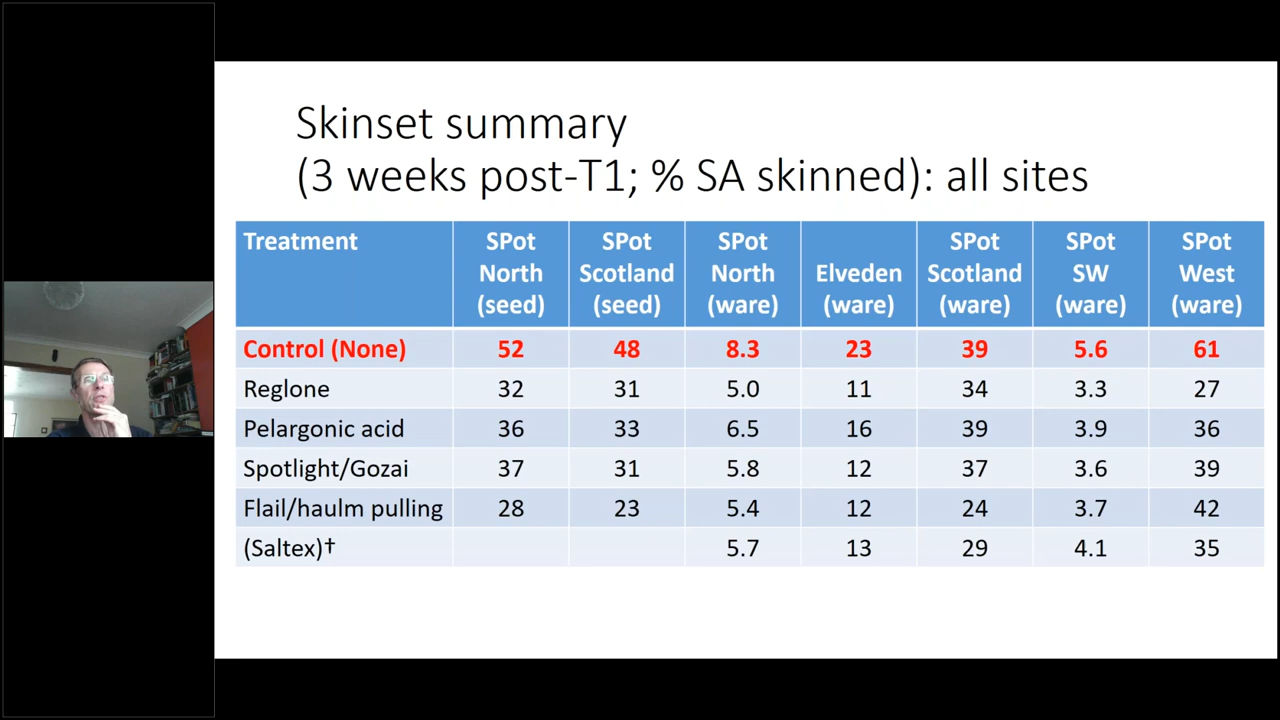 Skinset summary
(3 weeks post-T1; % SA skinned): all sites
Treatment SPot North (seed) SPot Scotland (seed) SPot North (ware) Elveden (ware) SPot Scotland (ware) SPot SW (ware) SPot West (ware)
Control (None) 52 48 8.3 23 39 5.6 61
Reglone 32 31 5.0 11 34 3.3 27
Pelargonic acid 36 33 6.5 16 39 3.9 36
Spotlight/Gozai 37 31 5.8 12 37 3.6 39
Flail/haulm pulling 28 23 5.4 12 24 3.7 42
(Saltex)† 5.7 13 29 4.1 35